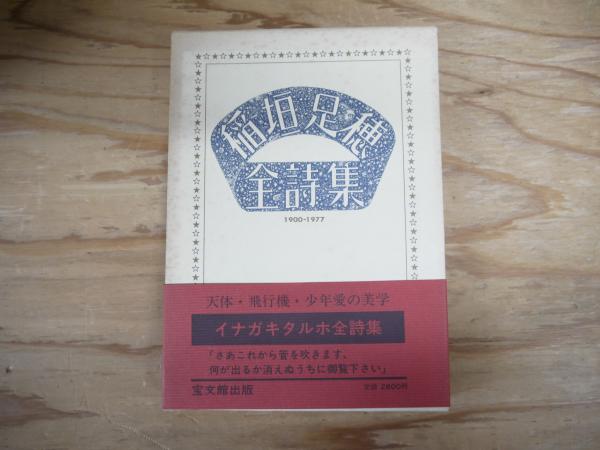 稲垣足穂
全詩集
1900-1977
天体・飛行機・少年愛の美学
イナガキタルホ全詩集
「さあこれから管を吹きます。
何が出るか消えぬうちに御覧下さい」
宝文館出版
定価 2800円